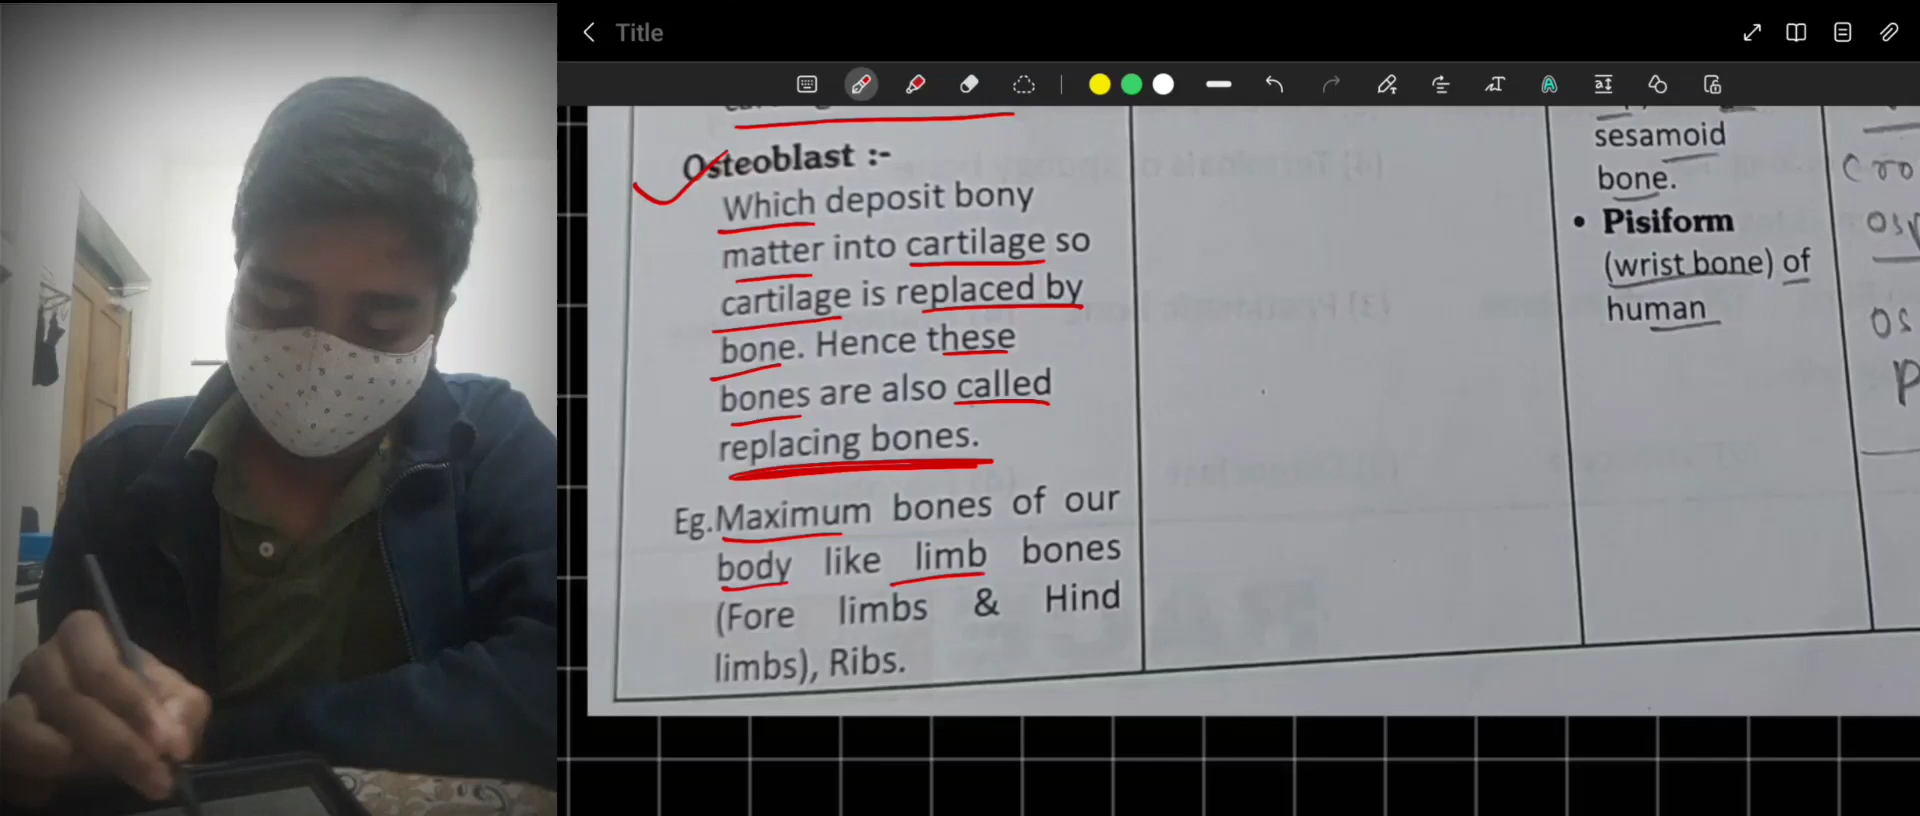 Title
Osteoblast :-
Which deposit bony
matter into cartilage so
cartilage is replaced by
bone. Hence these
bones are also called
replacing bones.
Eg.Maximum bones of our
body like limb bones
(Fore limbs & Hind
limbs), Ribs.
sesamoid
bone.
• Pisiform
(wrist bone) of
human
os